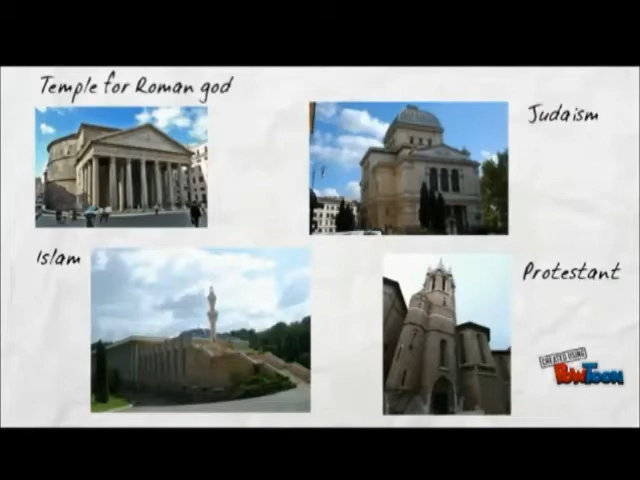 Temple for Roman god
Judaism
Islam
Protestant
CREATED USING
PowToon